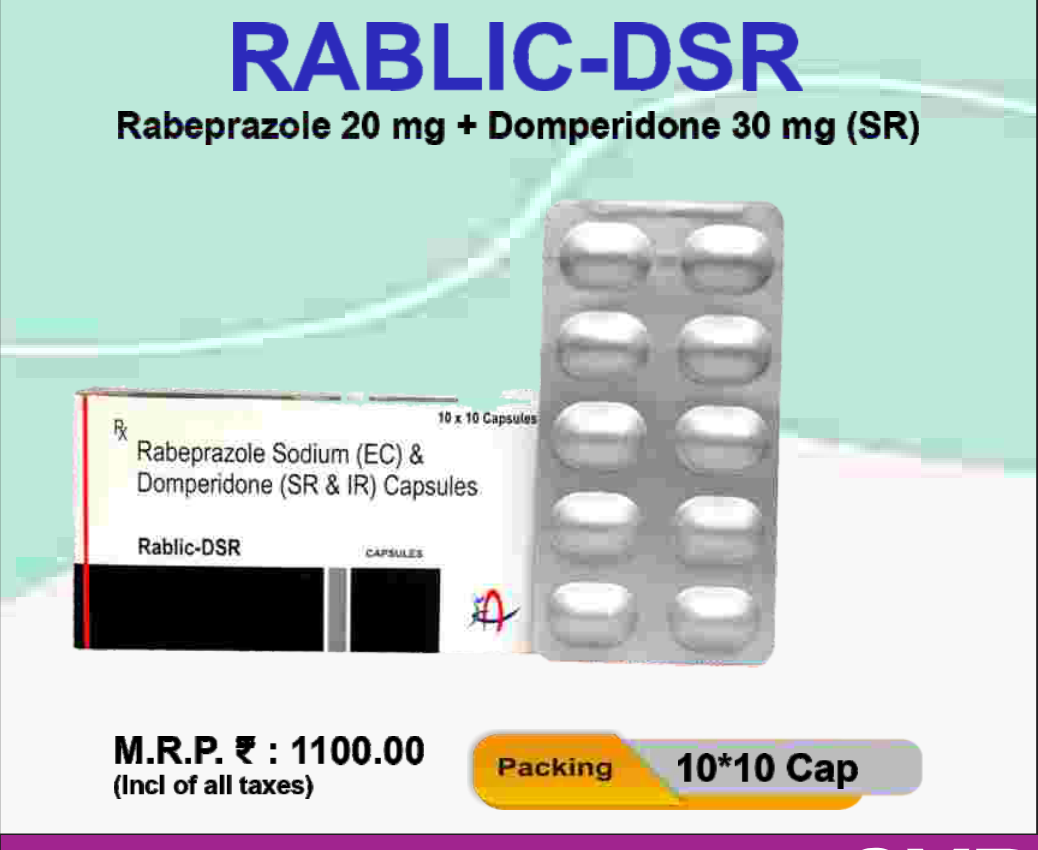 RABLIC-DSR
Rabeprazole 20 mg + Domperidone 30 mg (SR)
10 x 10 Capsules
Rx
Rabeprazole Sodium (EC) &
Domperidone (SR & IR) Capsules
Rablic-DSR
CAPSULES
M.R.P. ₹ : 1100.00
(Incl of all taxes)
Packing
10*10 Cap